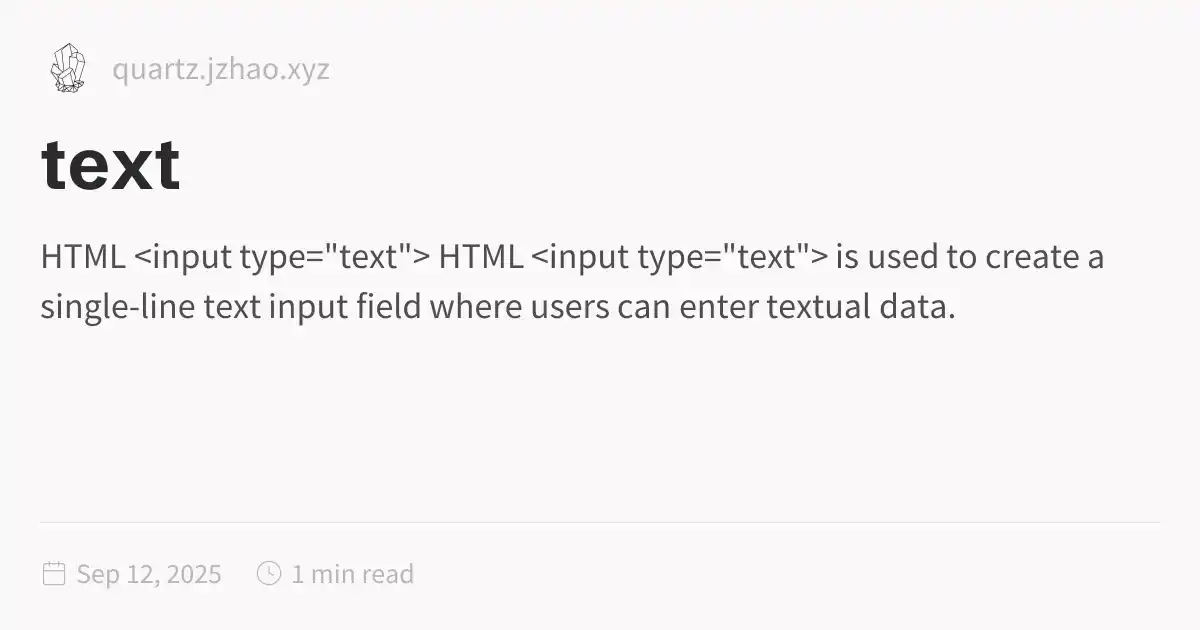 quartz.jzhao.xyz
text
HTML <input type="text"> HTML <input type="text"> is used to create a
single-line text input field where users can enter textual data.
Sep 12, 2025 1 min read